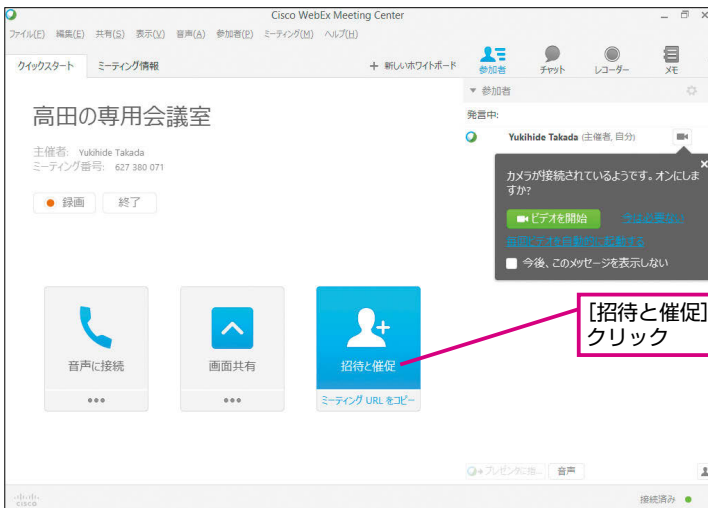 Cisco WebEx Meeting Center
ファイル(F) 編集(E) 共有(S) 表示(V) 音声(A) 参加者(P) ミーティング(M) ヘルプ(H)
クイックスタート ミーティング情報 + 新しいホワイトボード
参加者 チャット レコーダー メモ
▼ 参加者
発言中:
Yukihide Takada (主催者, 自分)
高田の専用会議室
主催者: Yukihide Takada
ミーティング番号: 627 380 071
録画 終了
カメラが接続されているようです。オンにしま
すか?
ビデオを開始 今は必要ない
当面ビデオを自動的に起動する
今後、このメッセージを表示しない
[招待と催促]
クリック
音声に接続 画面共有 招待と催促
ミーティング URL をコピー
音声
接続済み
CISCO